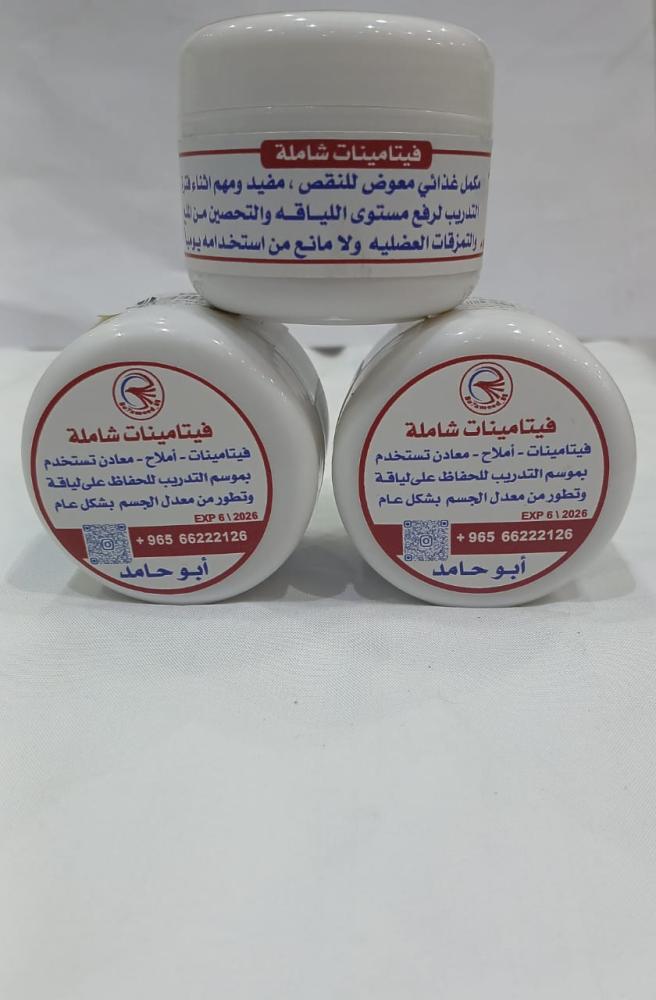 فيتامينات شاملة
مكمل غذائي معوض للنقص ، مفيد ومهم اثناء
التدريب لرفع مستوى اللياقه والتحصين من
والتمزقات العضليه ولا مانع من استخدامه
فيتامينات شاملة
فيتامينات - أملاح - معادن تستخدم
بموسم التدريب للحفاظ على لياقة
وتطور من معدل الجسم بشكل عام
EXP 6 \ 2026
+ 965 66222126
أبو حامد
فيتامينات شاملة
فيتامينات - أملاح - معادن تستخدم
بموسم التدريب للحفاظ على لياقة
وتطور من معدل الجسم بشكل عام
EXP 6 \ 2026
+ 965 66222126
أبو حامد